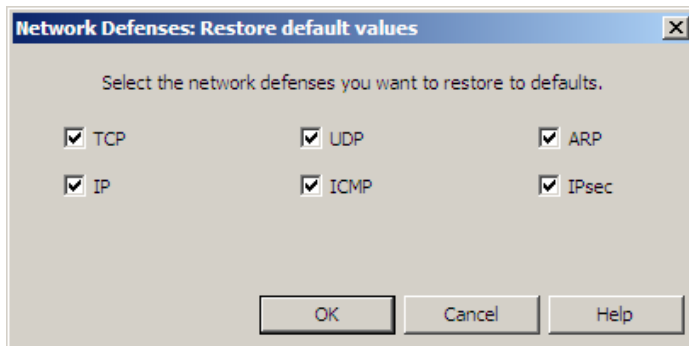 Network Defenses: Restore default values
Select the network defenses you want to restore to defaults.
TCP UDP ARP
IP ICMP IPsec
OK Cancel Help